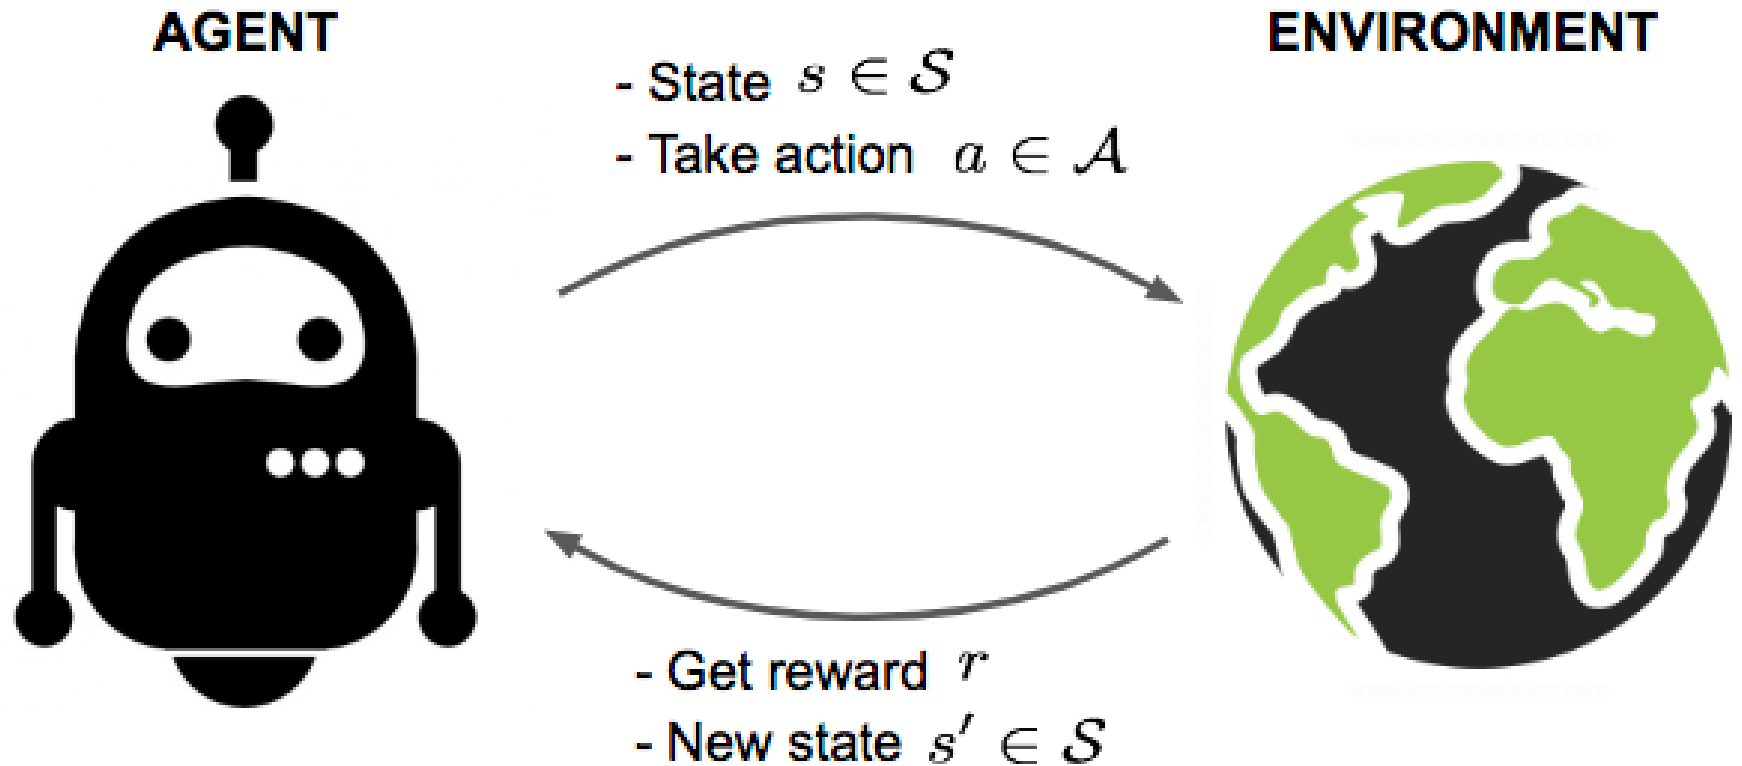 AGENT
ENVIRONMENT
- State s ∈ 𝒮
- Take action a ∈ 𝒜
- Get reward r
- New state s′ ∈ 𝒮